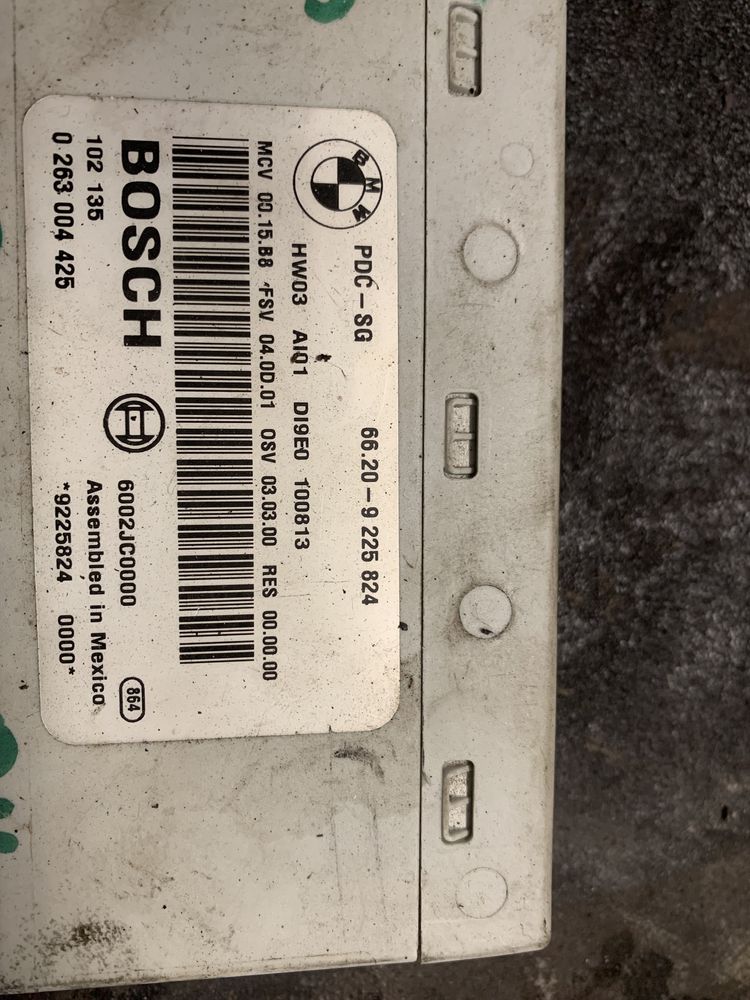 BMW PDC-SG 66.20-9 225 824
HW03 AIQ1 DI9E0 100813
MCV 00.15.B8 FSV 04.0D.01 OSV 03.03.00 RES 00.00.00
BOSCH 6002JC0000 864
102 135 Assembled in Mexico
0 263 004 425 *9225824 0000*